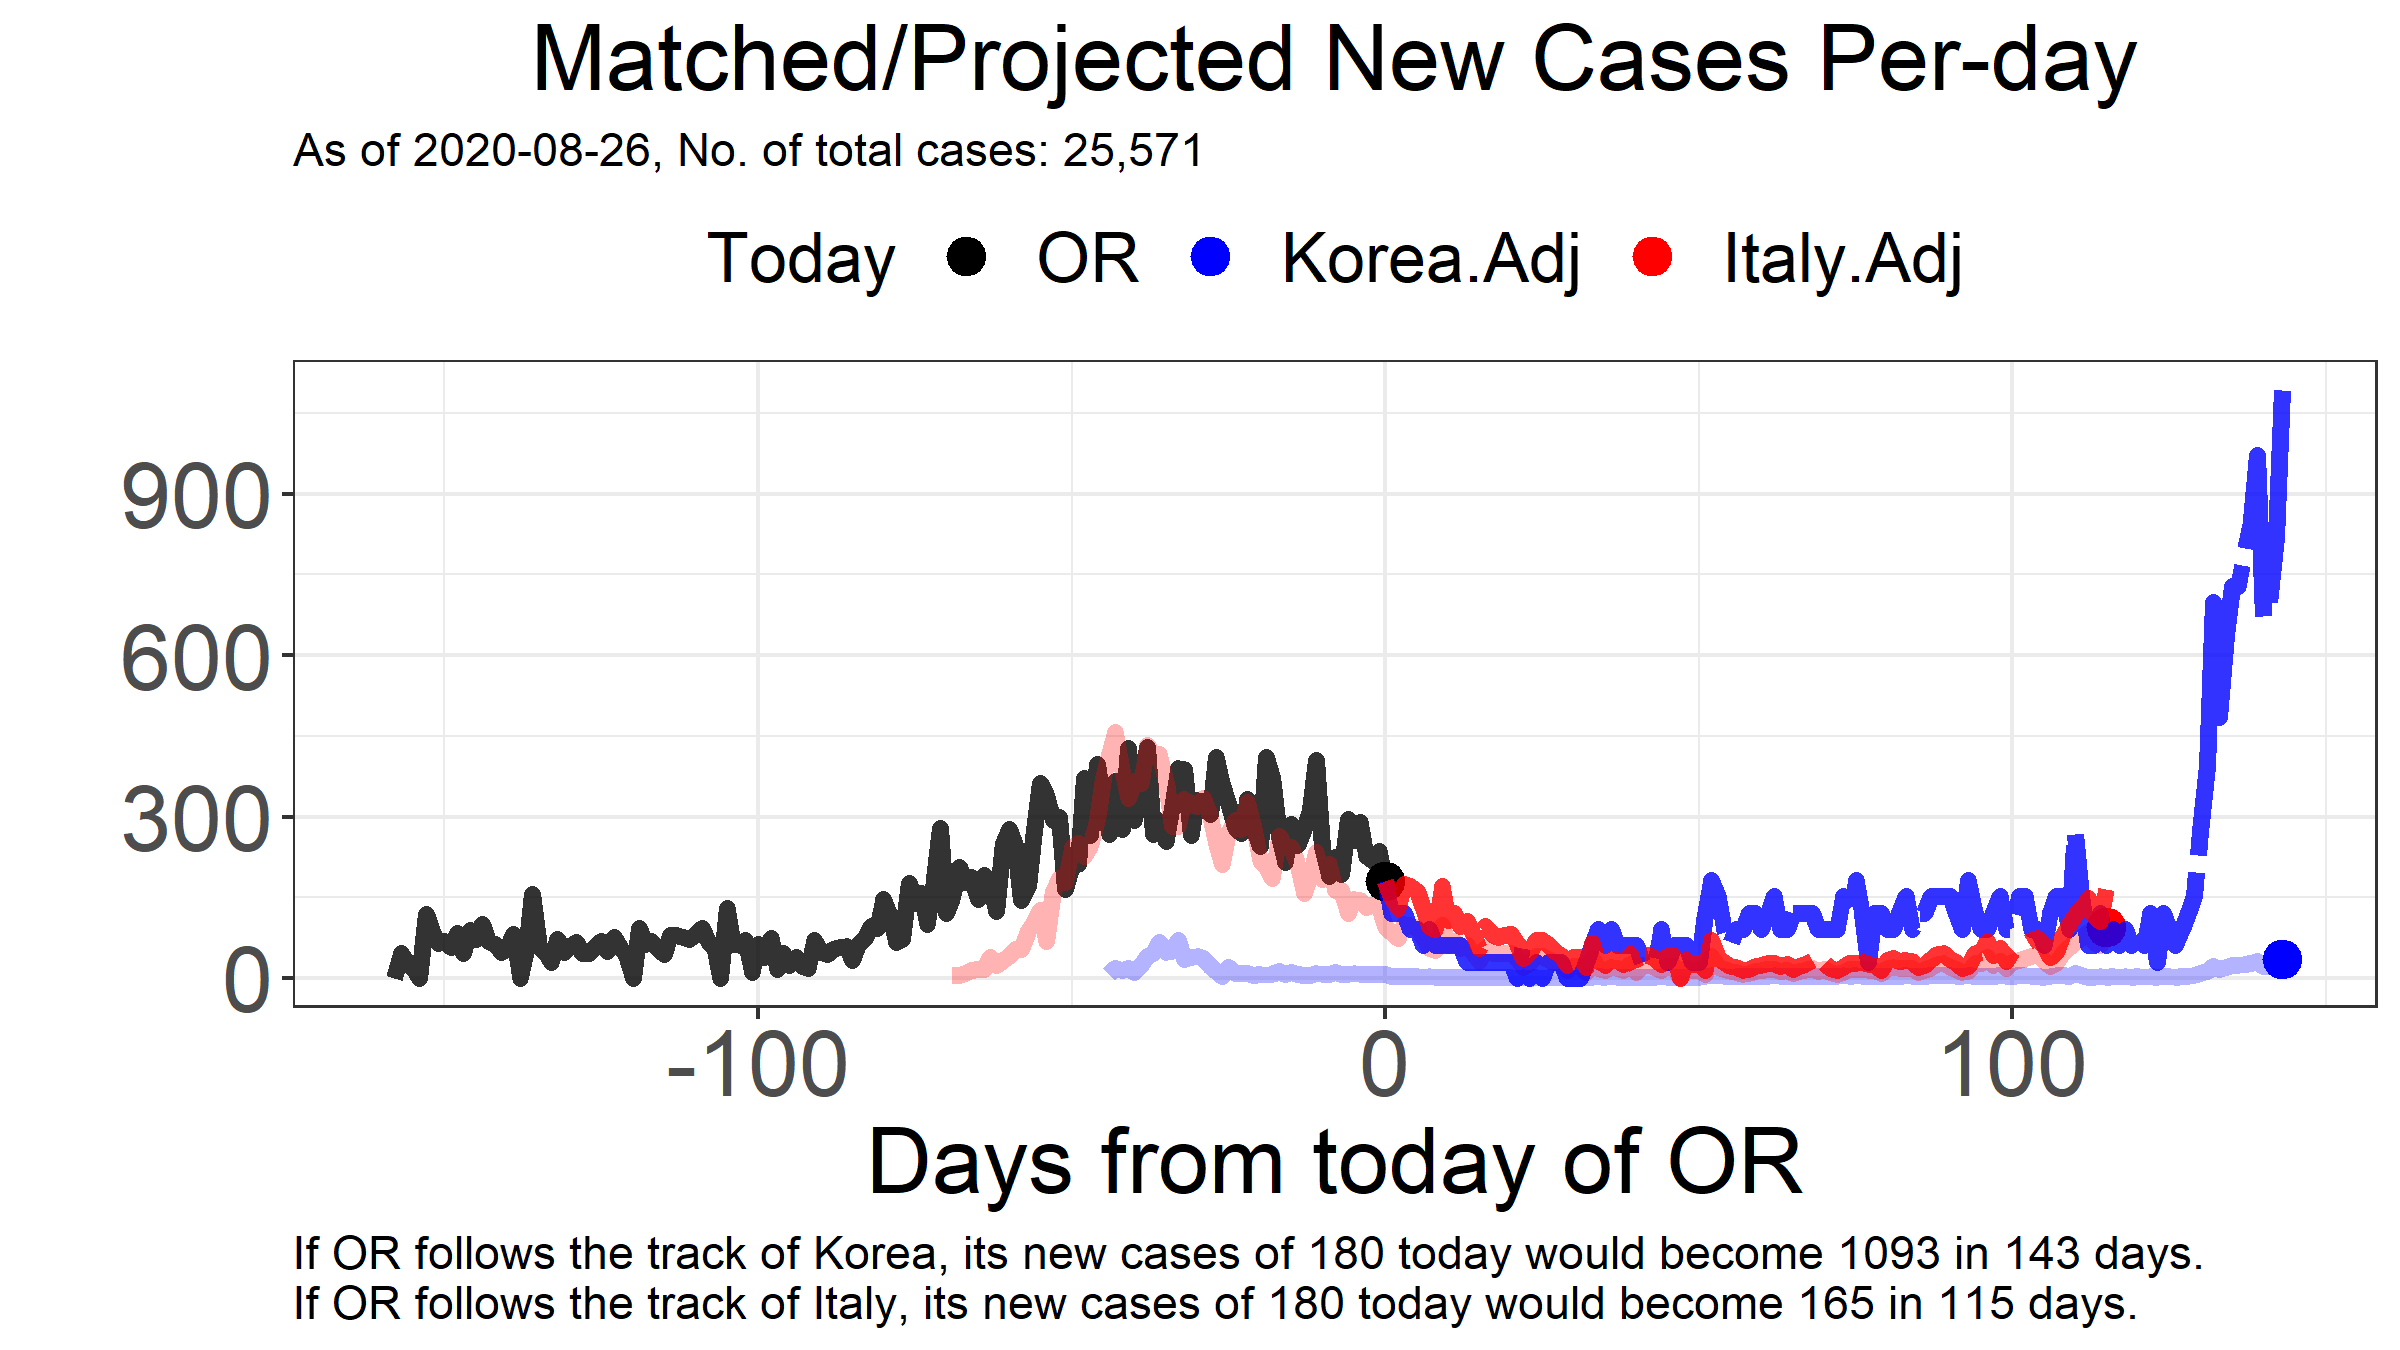 Matched/Projected New Cases Per-day
As of 2020-08-26, No. of total cases: 25,571
Today OR Korea.Adj Italy.Adj
900
600
300
0
-100 0 100
Days from today of OR
If OR follows the track of Korea, its new cases of 180 today would become 1093 in 143 days.
If OR follows the track of Italy, its new cases of 180 today would become 165 in 115 days.